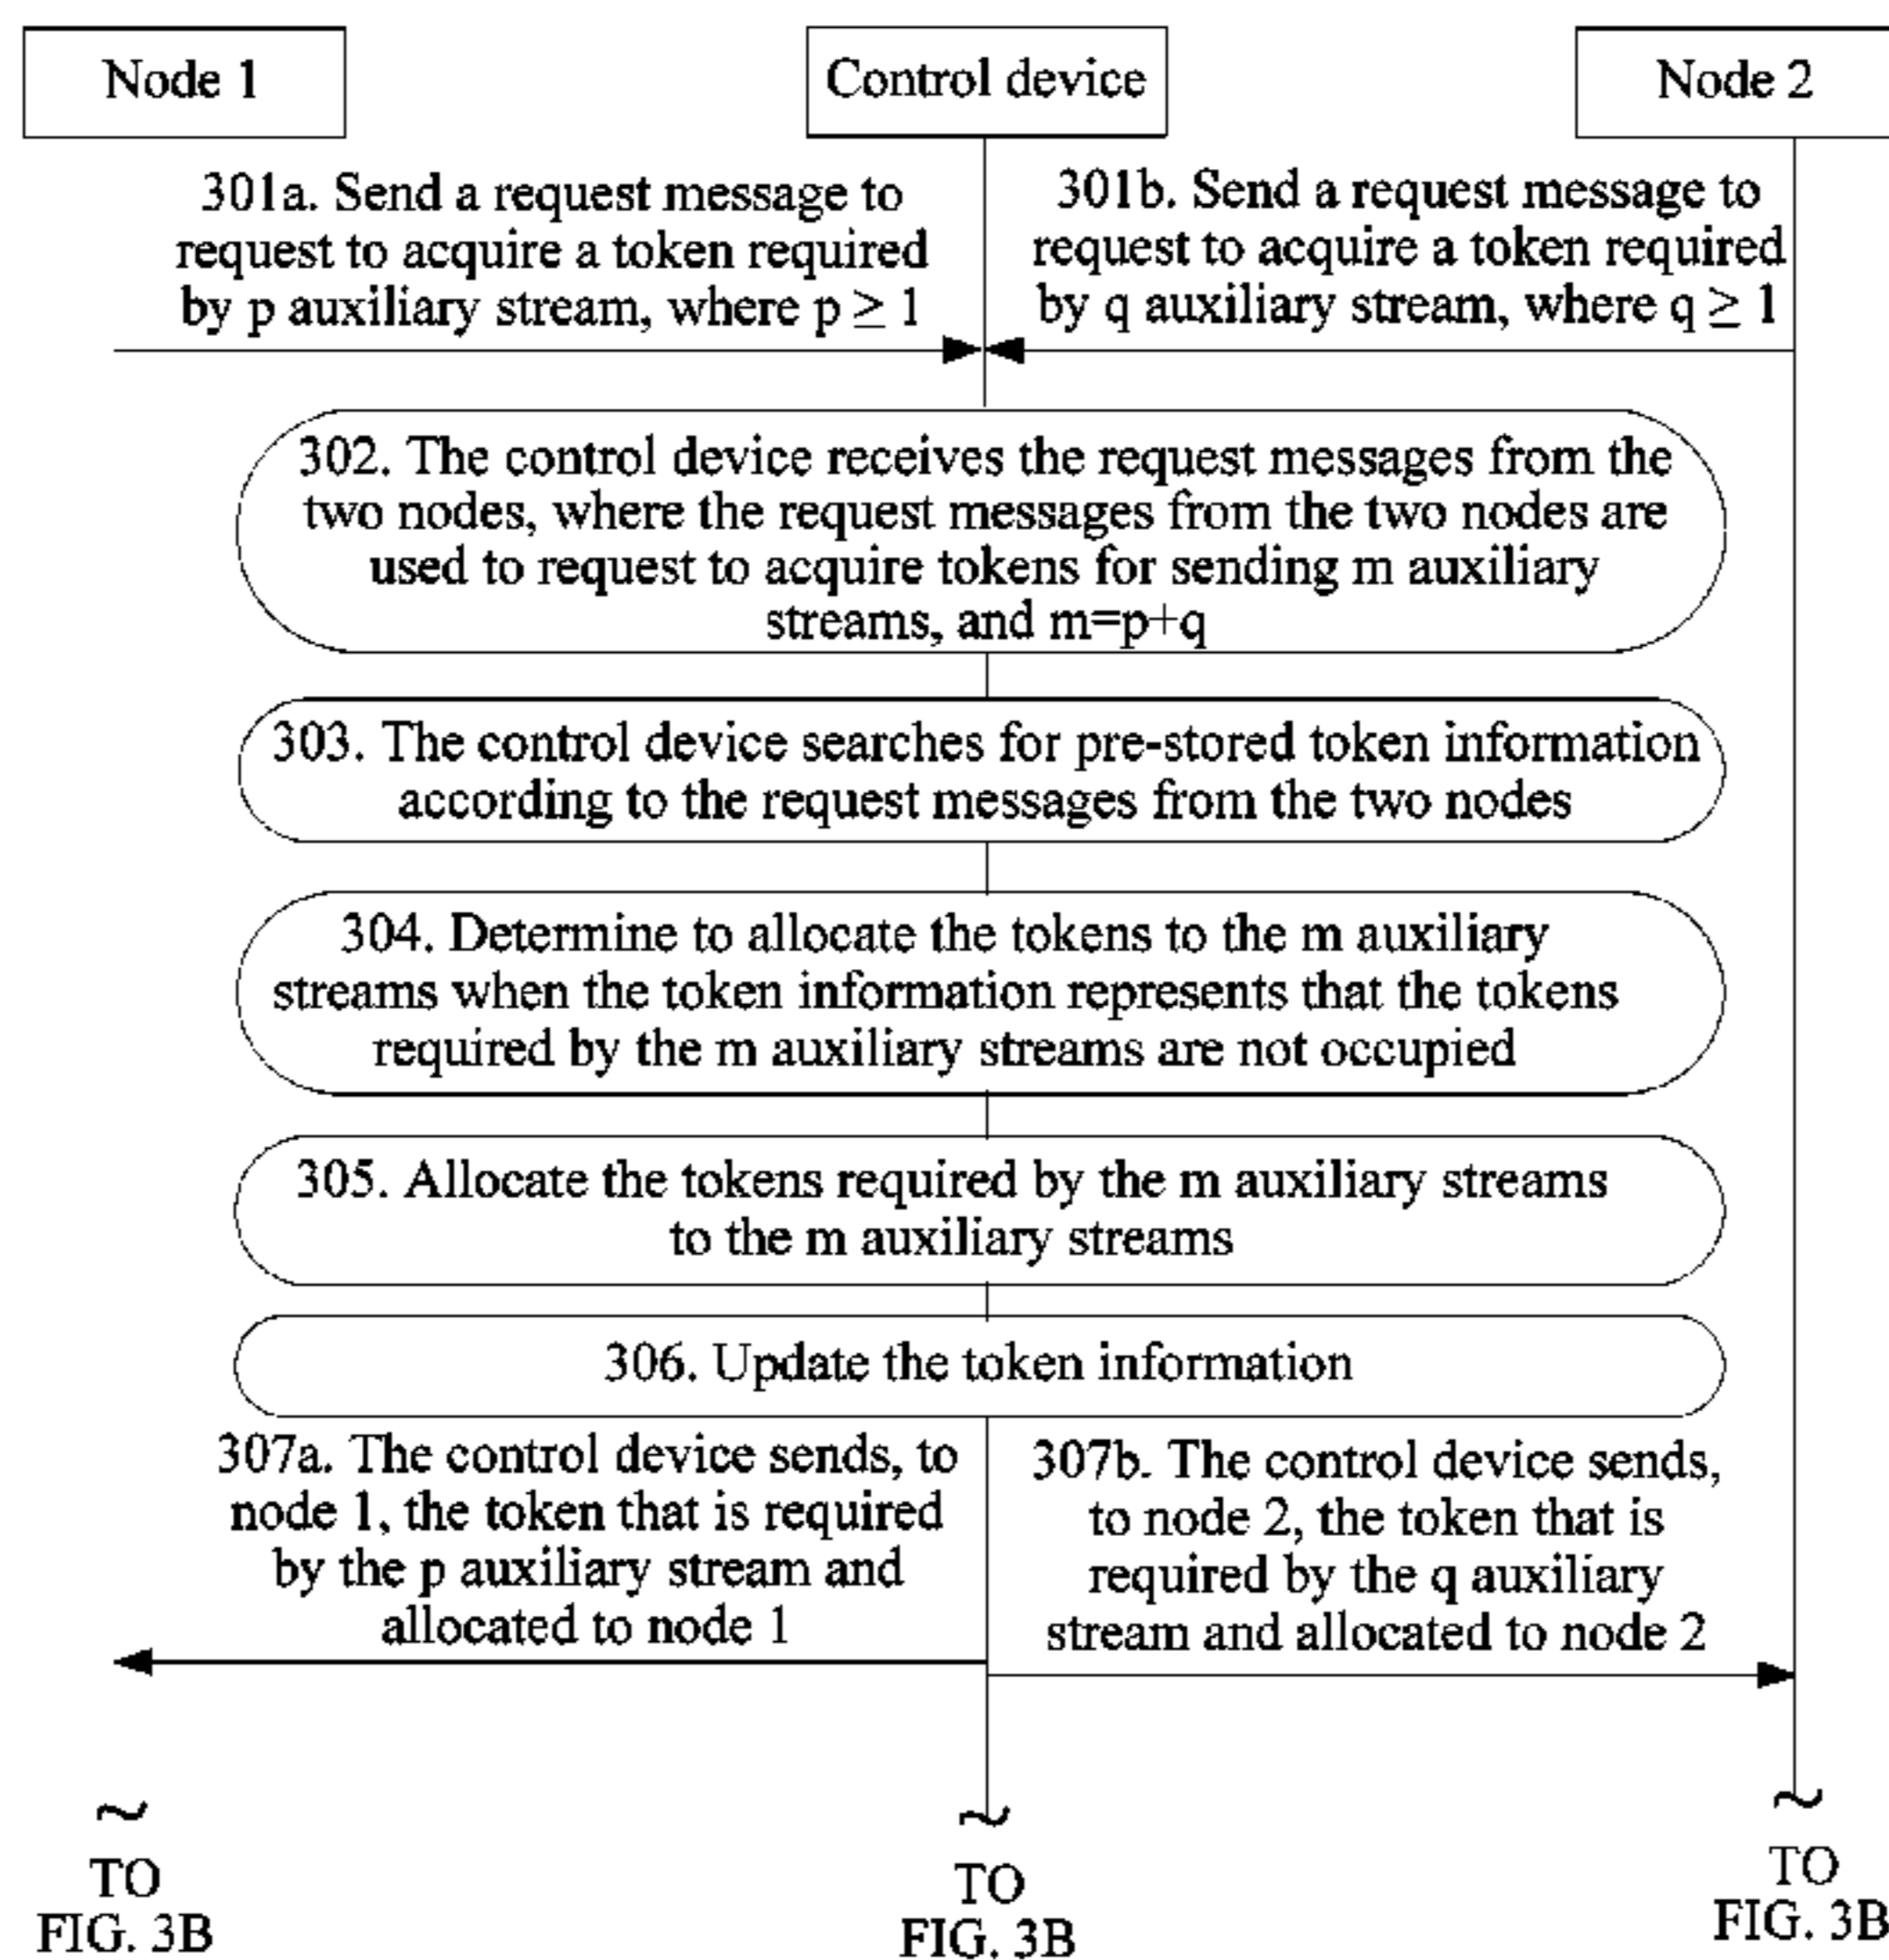 Node 1
Control device
Node 2
301a. Send a request message to
request to acquire a token required
by p auxiliary stream, where p ≥ 1
301b. Send a request message to
request to acquire a token required
by q auxiliary stream, where q ≥ 1
302. The control device receives the request messages from the
two nodes, where the request messages from the two nodes are
used to request to acquire tokens for sending m auxiliary
streams, and m=p+q
303. The control device searches for pre-stored token information
according to the request messages from the two nodes
304. Determine to allocate the tokens to the m auxiliary
streams when the token information represents that the tokens
required by the m auxiliary streams are not occupied
305. Allocate the tokens required by the m auxiliary streams
to the m auxiliary streams
306. Update the token information
307a. The control device sends, to
node 1, the token that is required
by the p auxiliary stream and
allocated to node 1
307b. The control device sends,
to node 2, the token that is
required by the q auxiliary
stream and allocated to node 2
~
TO
FIG. 3B
~
TO
FIG. 3B
~
TO
FIG. 3B